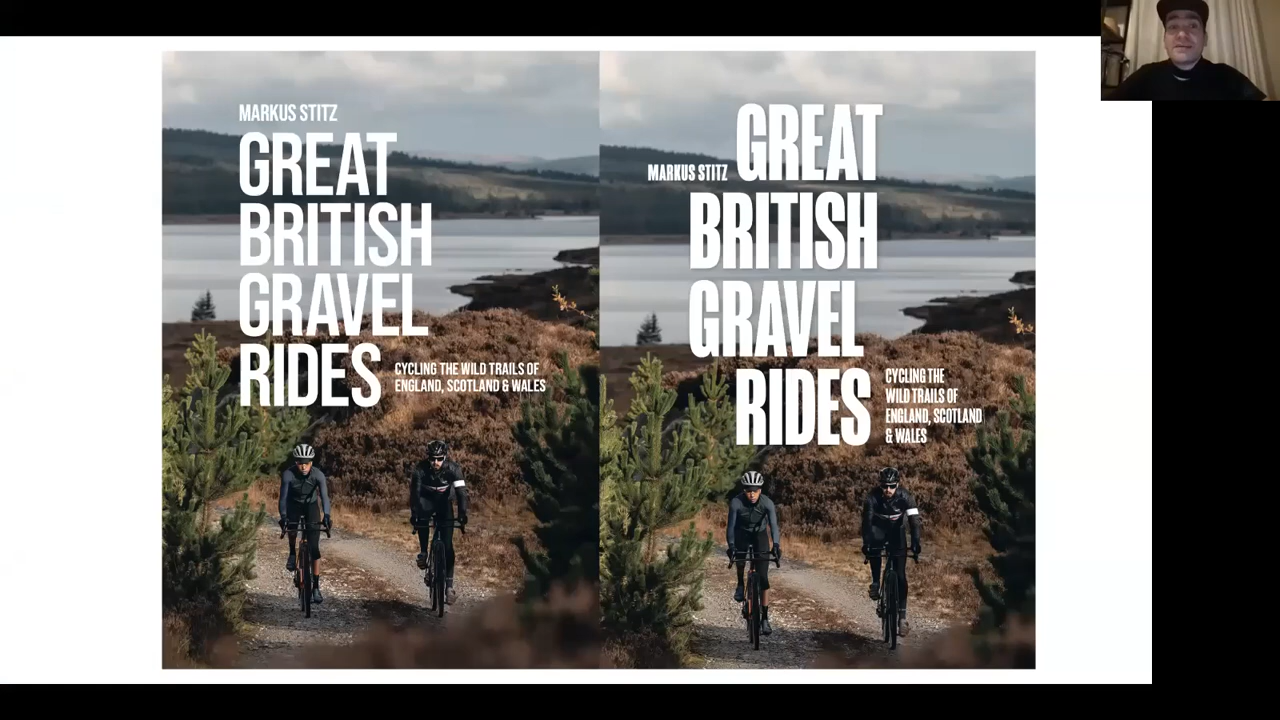 MARKUS STITZ
GREAT
BRITISH
GRAVEL
RIDES
CYCLING THE WILD TRAILS OF
ENGLAND, SCOTLAND & WALES
GREAT
MARKUS STITZ
BRITISH
GRAVEL
RIDES
CYCLING THE
WILD TRAILS OF
ENGLAND, SCOTLAND
& WALES